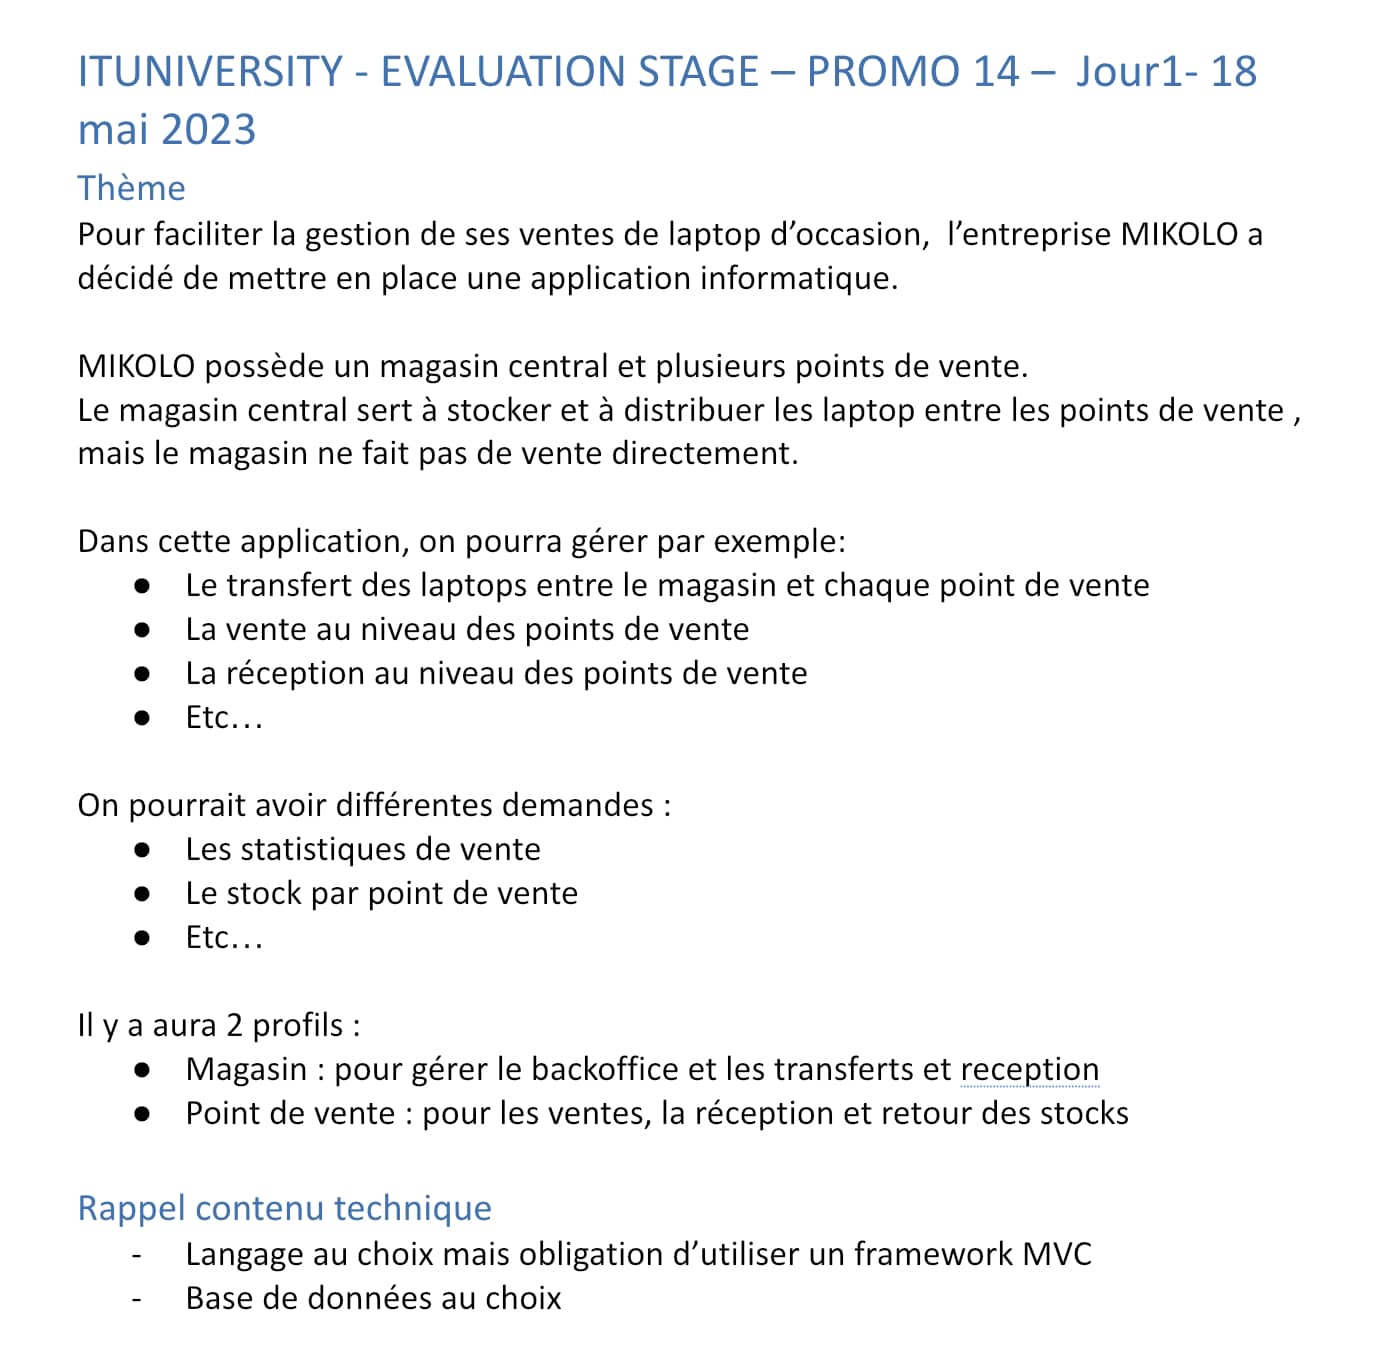 ITUNIVERSITY - EVALUATION STAGE – PROMO 14 – Jour1- 18
mai 2023
Thème
Pour faciliter la gestion de ses ventes de laptop d’occasion, l’entreprise MIKOLO a
décidé de mettre en place une application informatique.
MIKOLO possède un magasin central et plusieurs points de vente.
Le magasin central sert à stocker et à distribuer les laptop entre les points de vente ,
mais le magasin ne fait pas de vente directement.
Dans cette application, on pourra gérer par exemple:
● Le transfert des laptops entre le magasin et chaque point de vente
● La vente au niveau des points de vente
● La réception au niveau des points de vente
● Etc…
On pourrait avoir différentes demandes :
● Les statistiques de vente
● Le stock par point de vente
● Etc…
Il y a aura 2 profils :
● Magasin : pour gérer le backoffice et les transferts et reception
● Point de vente : pour les ventes, la réception et retour des stocks
Rappel contenu technique
- Langage au choix mais obligation d’utiliser un framework MVC
- Base de données au choix